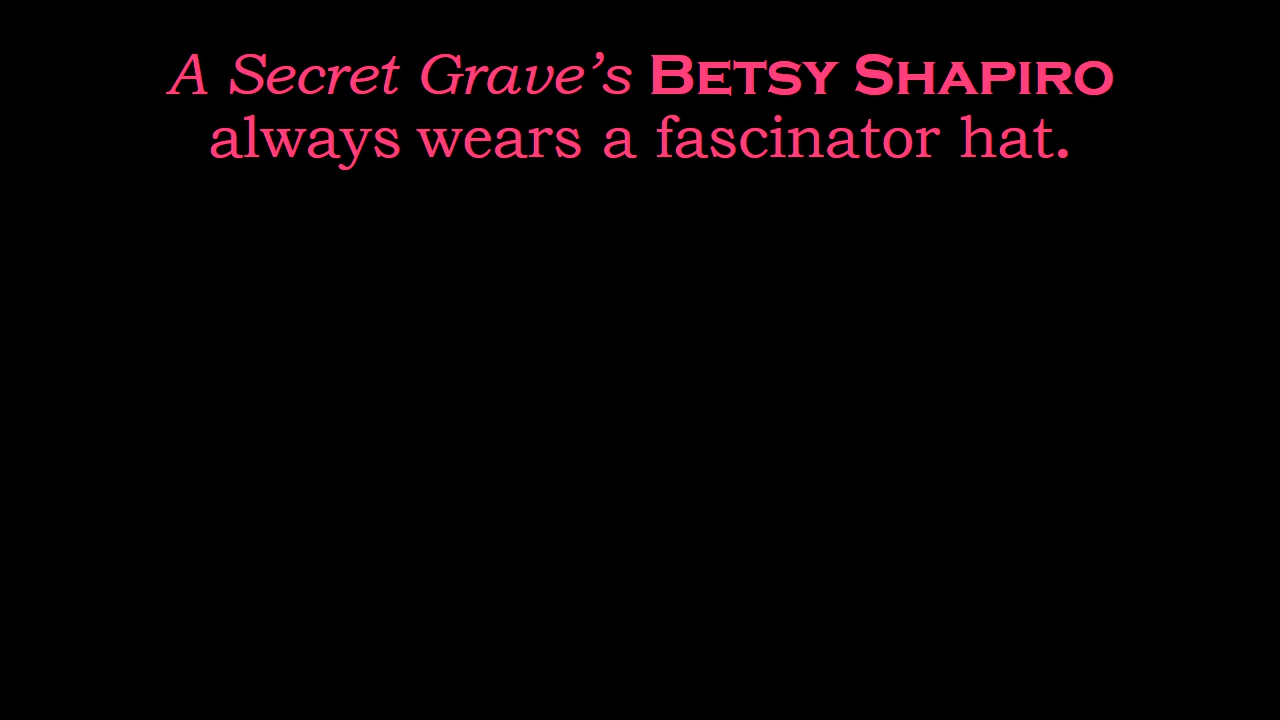 A Secret Grave’s Betsy Shapiro
always wears a fascinator hat.